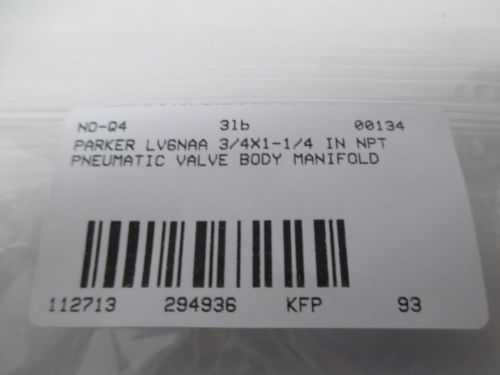 NO-Q4 3lb 00134
PARKER LV6NAA 3/4X1-1/4 IN NPT
PNEUMATIC VALVE BODY MANIFOLD
112713 294936 KFP 93